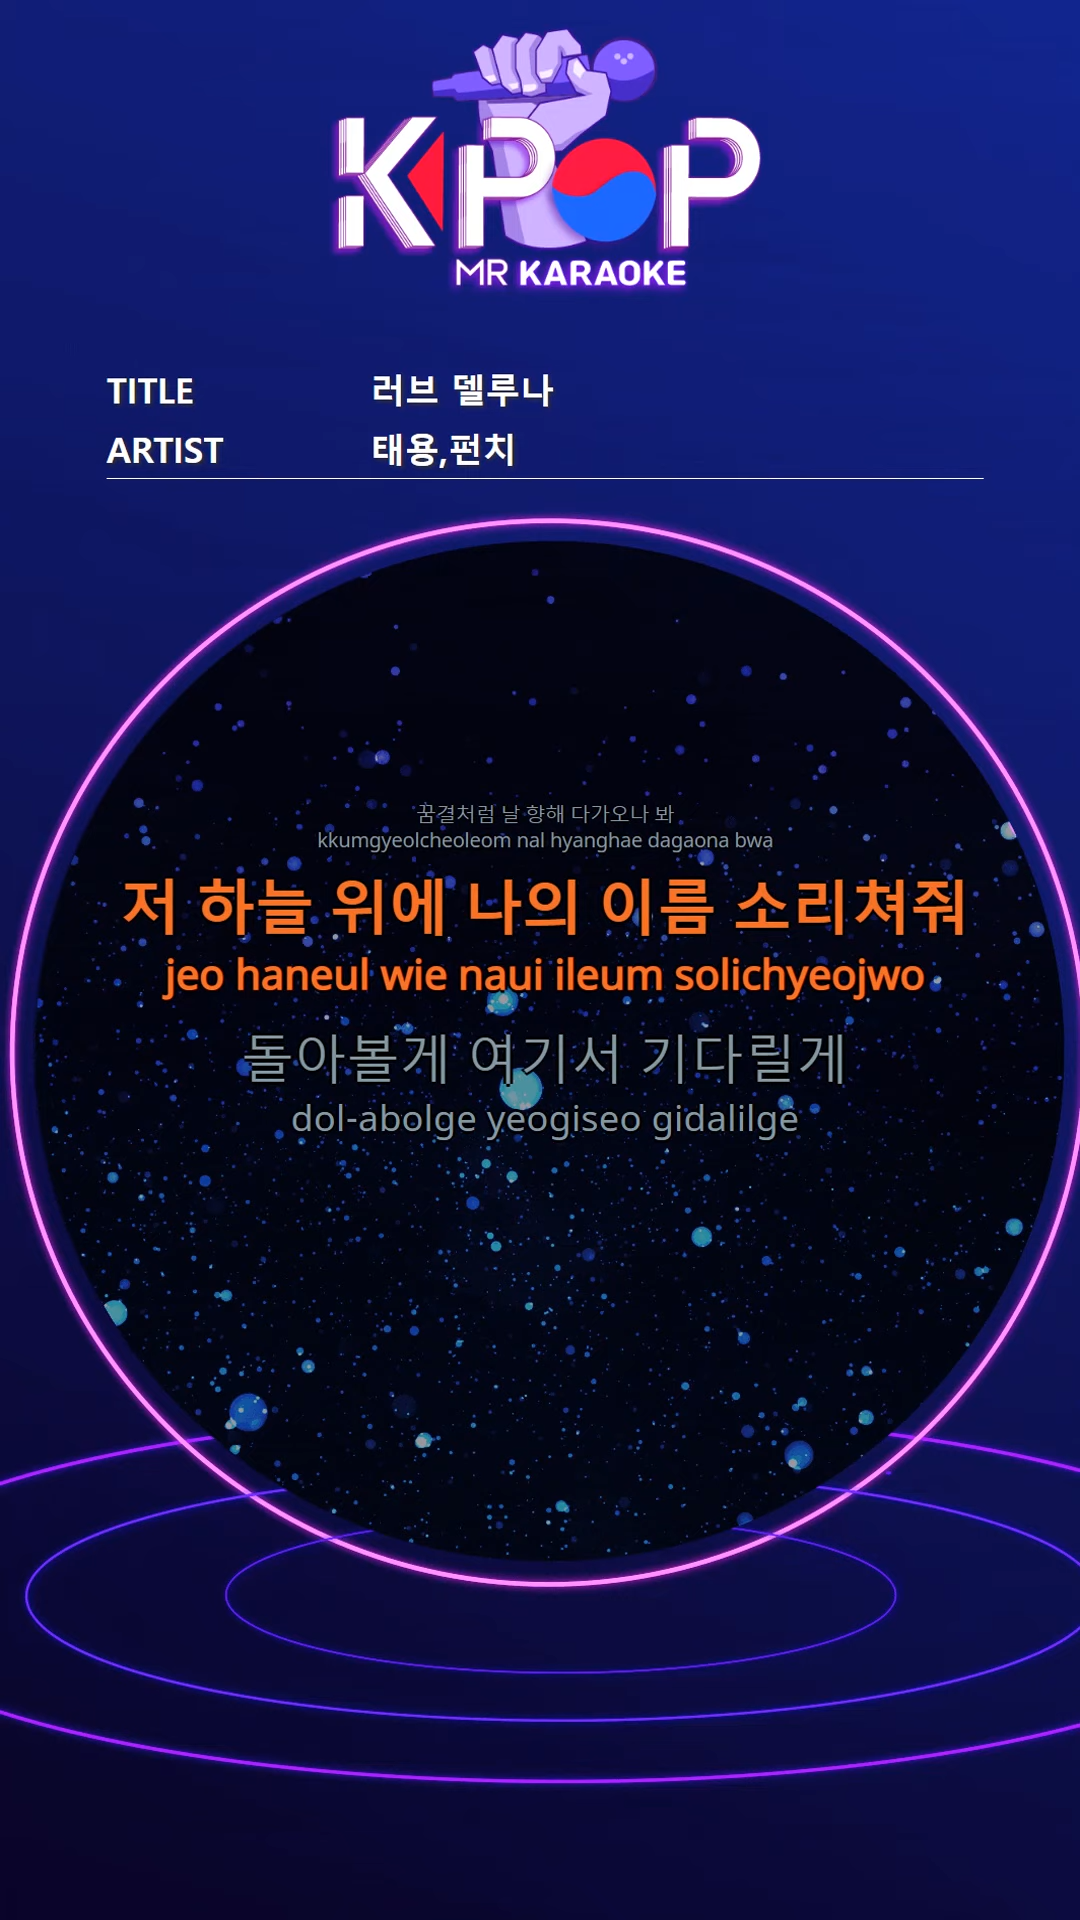 KPOP
MR KARAOKE
TITLE 러브 델루나
ARTIST 태용,펀치
꿈결처럼 날 향해 다가오나 봐
kkumgyeolcheoleom nal hyanghae dagaona bwa
저 하늘 위에 나의 이름 소리쳐줘
jeo haneul wie naui ileum solichyeojwo
돌아볼게 여기서 기다릴게
dol-abolge yeogiseo gidalilge